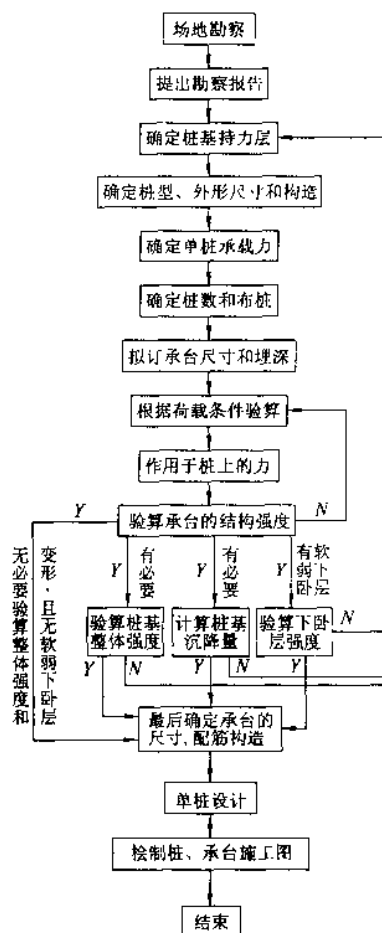 场地勘察
提出勘察报告
确定桩基持力层
确定桩型、外形尺寸和构造
确定单桩承载力
确定桩数和布桩
拟订承台尺寸和埋深
根据荷载条件验算
作用于桩上的力
Y
验算承台的结构强度
N
无必要验算整体强度和
变形，且无软弱下卧层
Y
有必要
Y
有必要
Y
有软弱下卧层
验算桩基
整体强度
计算桩基
沉降量
验算下卧
层强度
N
Y
N
Y
N
Y
最后确定承台的
尺寸，配筋构造
单桩设计
绘制桩、承台施工图
结束